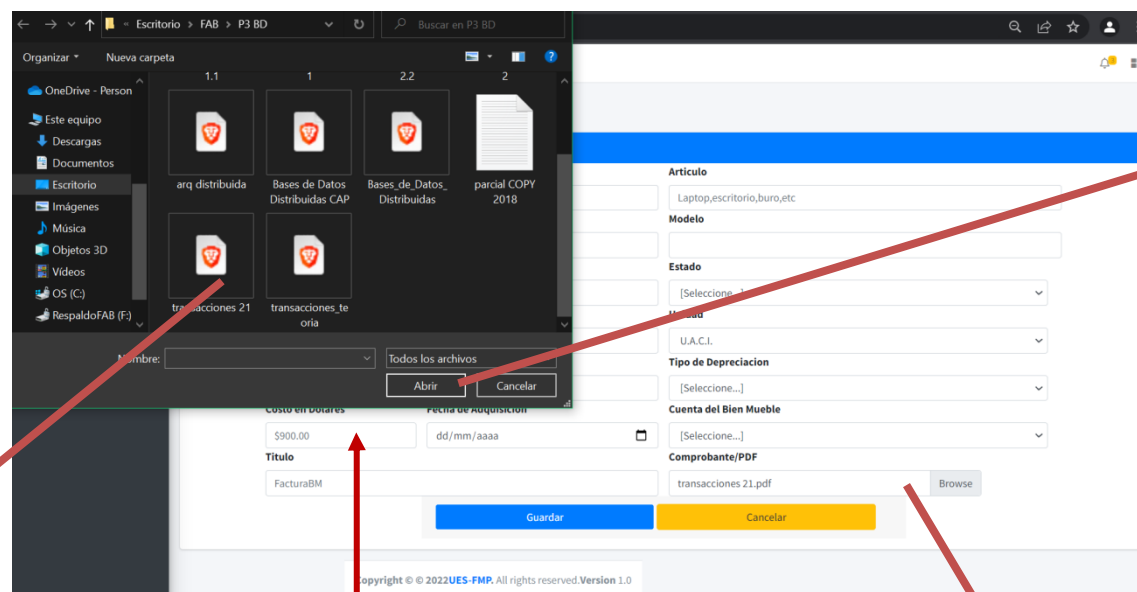 Escritorio > FAB > P3 BD
Buscar en P3 BD
Organizar
Nueva carpeta
OneDrive - Person
Este equipo
Descargas
Documentos
Escritorio
Imágenes
Música
Objetos 3D
Vídeos
OS (C:)
RespaldoFAB (F:)
1.1
1
2.2
2
arq distribuida
Bases de Datos
Distribuidas CAP
Bases_de_Datos_
Distribuidas
parcial COPY
2018
transacciones 21
transacciones_te
oria
Nombre:
Todos los archivos
Abrir
Cancelar
Articulo
Laptop,escritorio,buro,etc
Modelo
Estado
[Seleccione...]
U.A.C.I.
Tipo de Depreciacion
[Seleccione...]
Costo en Dolares
Fecha de Adquisicion
Cuenta del Bien Mueble
$900.00
dd/mm/aaaa
[Seleccione...]
Titulo
Comprobante/PDF
FacturaBM
transacciones 21.pdf
Browse
Guardar
Cancelar
Copyright © © 2022UES-FMP. All rights reserved.Version 1.0